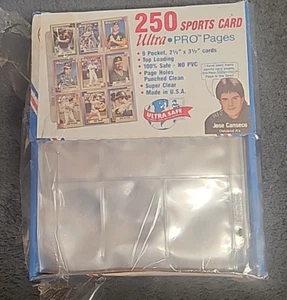 250 SPORTS CARD
Ultra • PRO Pages
• 9 Pocket, 7½" x 3½" cards
• Top Loading
• 100% Safe - NO PVC
• Page Holes
Punched Clean
• Super Clear
• Made in U.S.A.
ULTRA SAFE
Jose Canseco